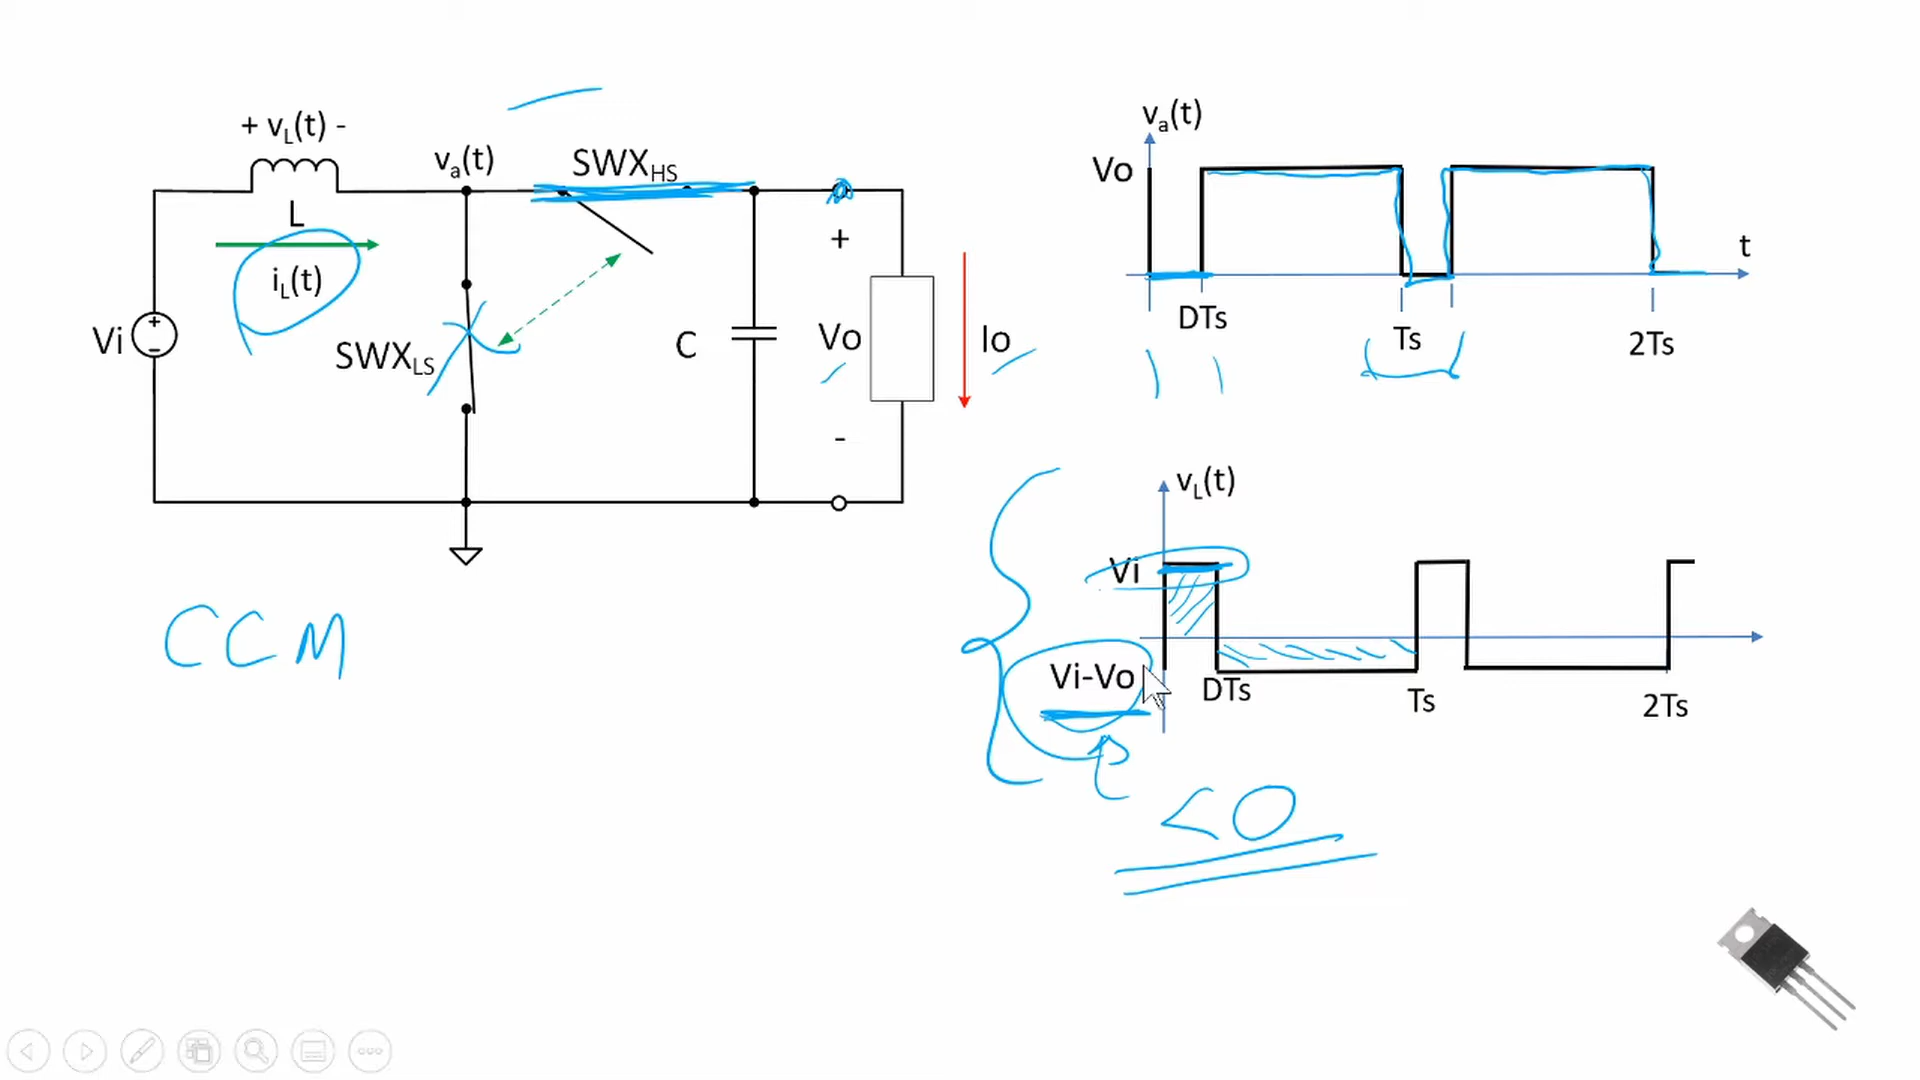 + vL(t) -
va(t)
SWXHS
L
iL(t)
+
Vi
+
-
SWXLS
C
Vo
Io
-
CCM
va(t)
Vo
t
DTs
Ts
2Ts
vL(t)
Vi
Vi-Vo
DTs
Ts
2Ts
<0